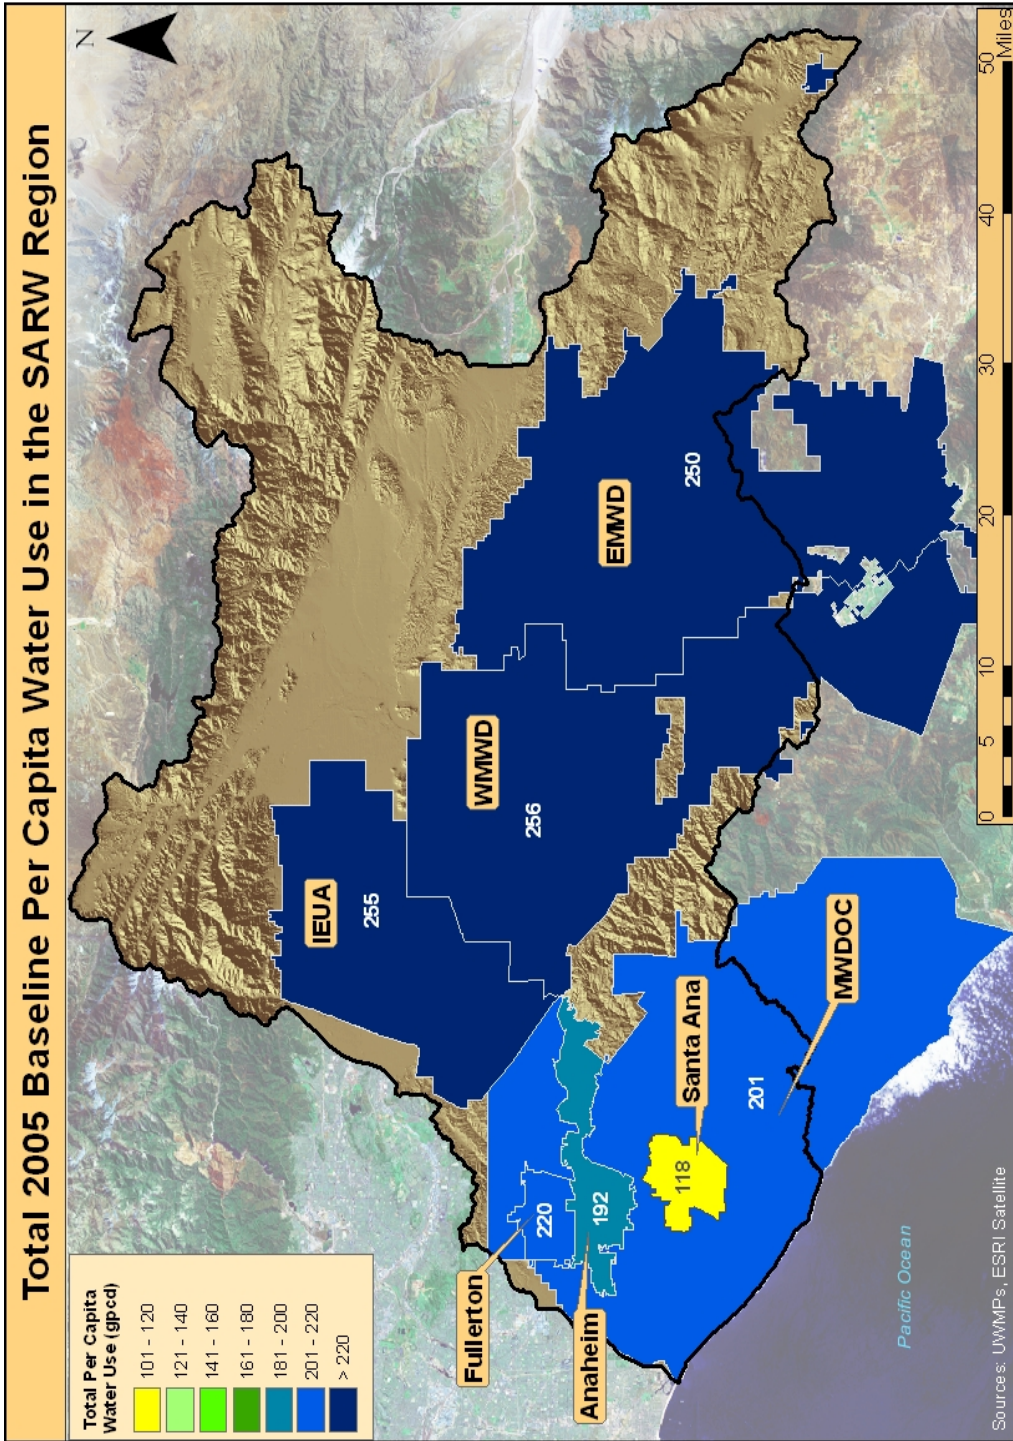 Total 2005 Baseline Per Capita Water Use in the SARW Region
N
Total Per Capita
Water Use (gpcd)
101 - 120
121 - 140
141 - 160
161 - 180
181 - 200
201 - 220
> 220
IEUA
255
WMWD
256
EMWD
250
Fullerton
220
Anaheim
192
Santa Ana
118
201
MWDOC
Pacific Ocean
Sources: UWMPs, ESRI Satellite
0 5 10 20 30 40 50
Miles